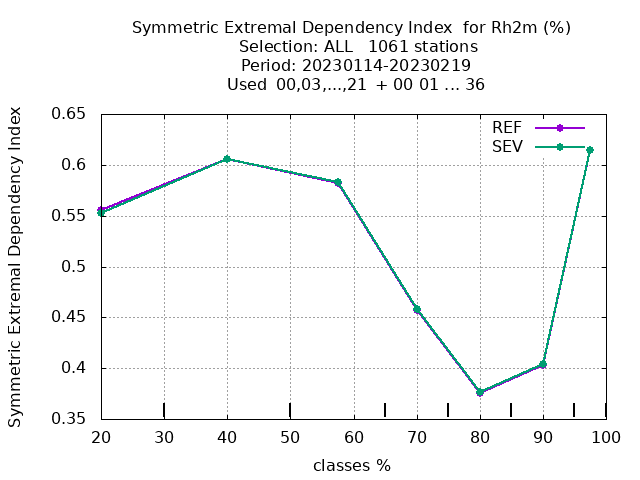 Symmetric Extremal Dependency Index for Rh2m (%)
Selection: ALL 1061 stations
Period: 20230114-20230219
Used 00,03,...,21 + 00 01 ... 36
Symmetric Extremal Dependency Index
0.65
0.6
0.55
0.5
0.45
0.4
0.35
REF
SEV
20 30 40 50 60 70 80 90 100
classes %